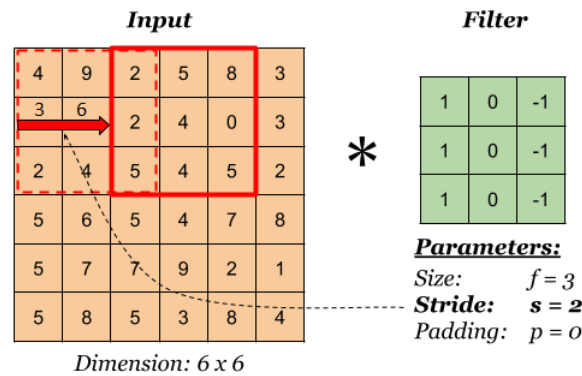 Input Filter
4 9 2 5 8 3
3 6 2 4 0 3
2 4 5 4 5 2
5 6 5 4 7 8
5 7 7 9 2 1
5 8 5 3 8 4
Dimension: 6 x 6
*
1 0 -1
1 0 -1
1 0 -1
Parameters:
Size: f = 3
Stride: s = 2
Padding: p = 0